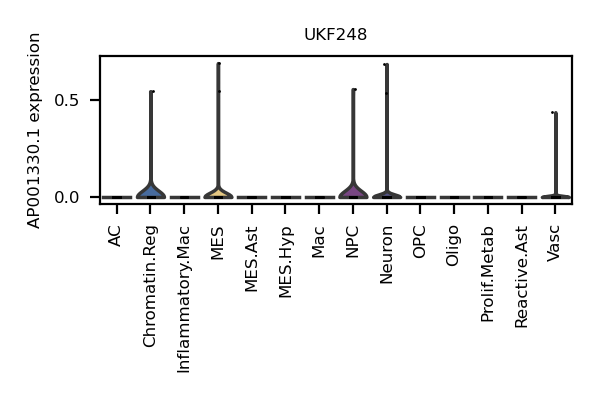 UKF248
AP001330.1 expression
0.5
0.0
AC
Chromatin.Reg
Inflammatory.Mac
MES
MES.Ast
MES.Hyp
Mac
NPC
Neuron
OPC
Oligo
Prolif.Metab
Reactive.Ast
Vasc